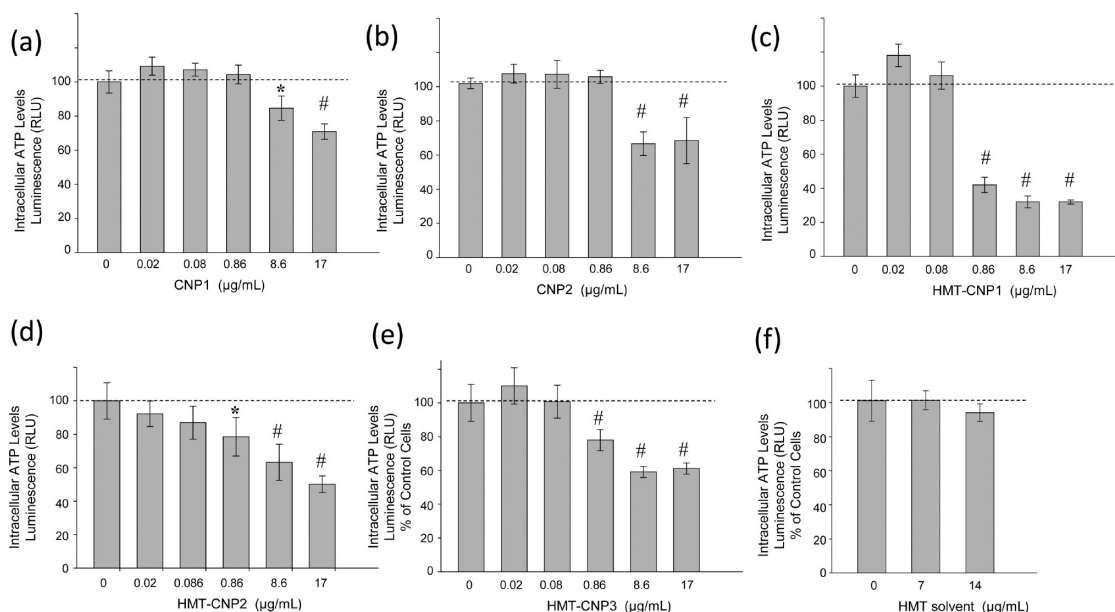 (a)
Intracellular ATP Levels
Luminescence (RLU)
100
80
60
40
20
0
*
#
0 0.02 0.08 0.86 8.6 17
CNP1 (µg/mL)
(b)
Intracellular ATP Levels
Luminescence (RLU)
100
80
60
40
20
0
# #
0 0.02 0.08 0.86 8.6 17
CNP2 (µg/mL)
(c)
Intracellular ATP Levels
Luminescence (RLU)
100
80
60
40
20
0
# # #
0 0.02 0.08 0.86 8.6 17
HMT-CNP1 (µg/mL)
(d)
Intracellular ATP Levels
Luminescence (RLU)
100
80
60
40
20
0
* # #
0 0.02 0.086 0.86 8.6 17
HMT-CNP2 (µg/mL)
(e)
Intracellular ATP Levels
Luminescence (RLU)
% of Control Cells
100
80
60
40
20
0
# # #
0 0.02 0.08 0.86 8.6 17
HMT-CNP3 (µg/mL)
(f)
Intracellular ATP Levels
Luminescence (RLU)
% of Control Cells
100
80
60
40
20
0
0 7 14
HMT solvent (µg/mL)